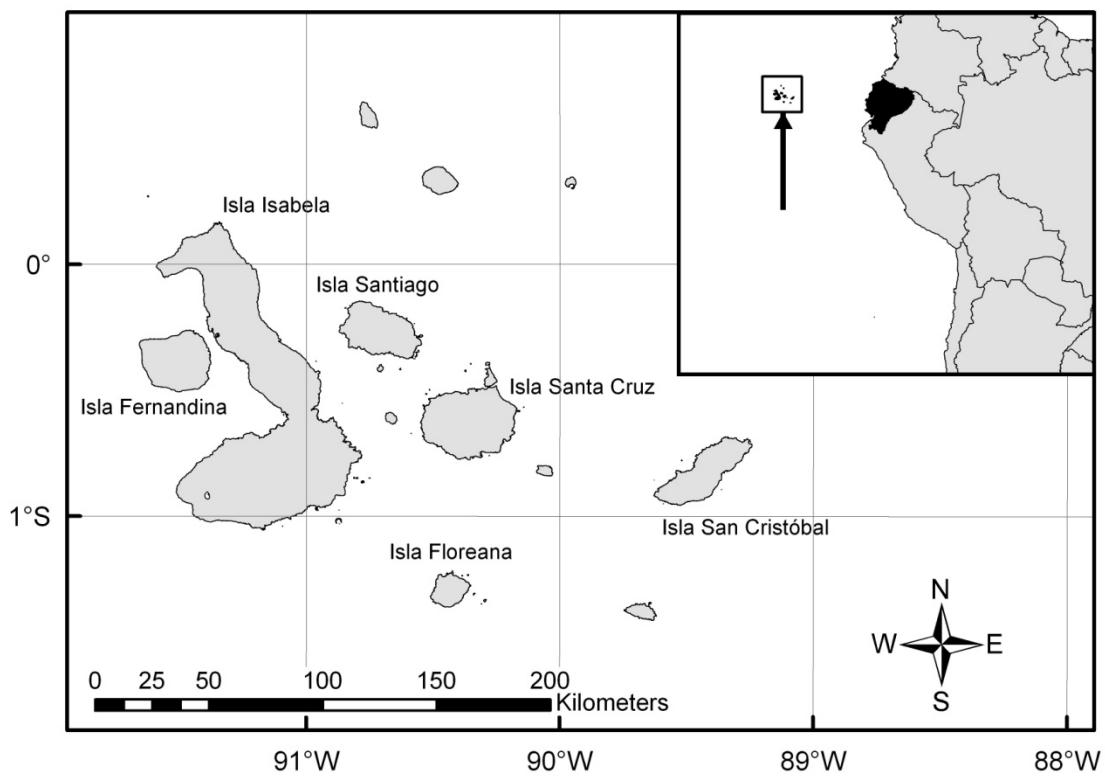 Isla Isabela
0°
Isla Santiago
Isla Fernandina
Isla Santa Cruz
1°S
Isla San Cristóbal
Isla Floreana
N
W E
S
0 25 50 100 150 200
Kilometers
91°W 90°W 89°W 88°W